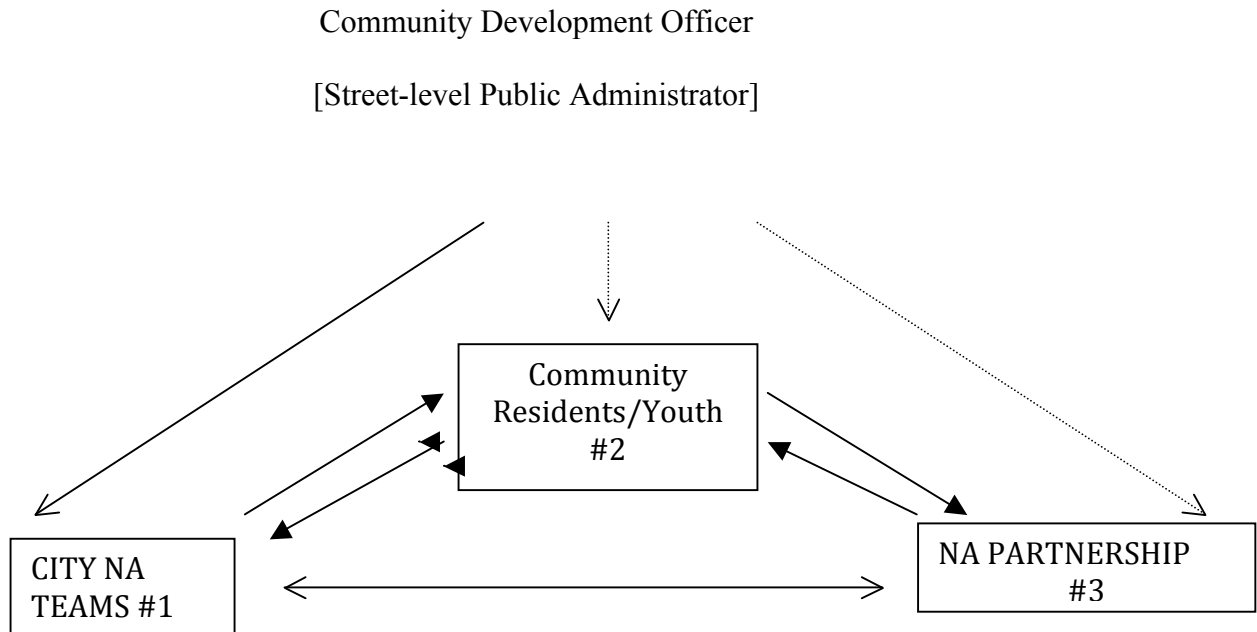 Community Development Officer
[Street-level Public Administrator]
Community
Residents/Youth
#2
CITY NA
TEAMS #1
NA PARTNERSHIP
#3